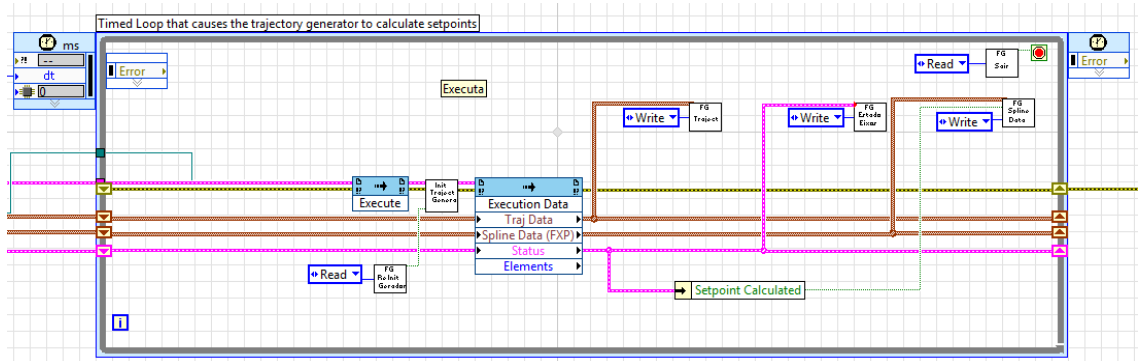 Timed Loop that causes the trajectory generator to calculate setpoints
ms
--
dt
0
Error
Executa
Read
FG
Sair
Error
Write
FG
Traject
Write
FG
Estado
Eixos
Write
FG
Spline
Data
Execute
Init
Traject
Genera
Execution Data
Traj Data
Spline Data (FXP)
Status
Elements
Read
FG
ReInit
Gerador
Setpoint Calculated
i